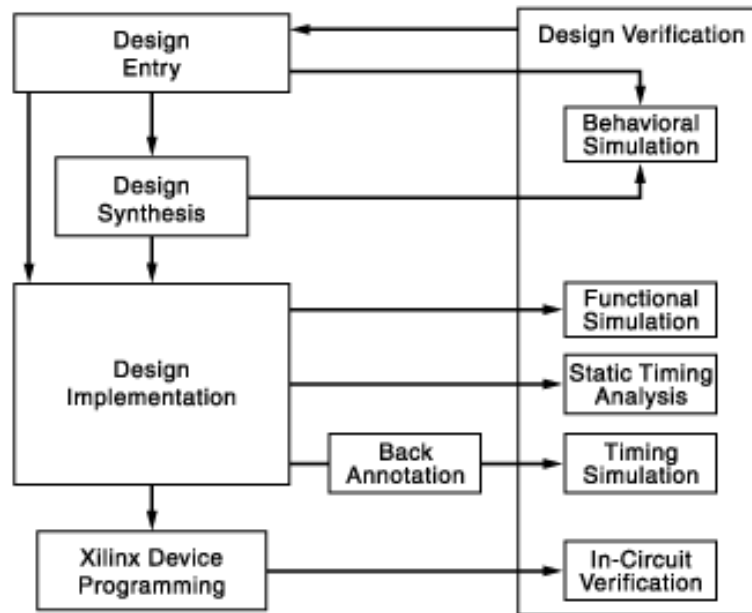 Design
Entry
Design Verification
Behavioral
Simulation
Design
Synthesis
Design
Implementation
Functional
Simulation
Static Timing
Analysis
Back
Annotation
Timing
Simulation
Xilinx Device
Programming
In-Circuit
Verification